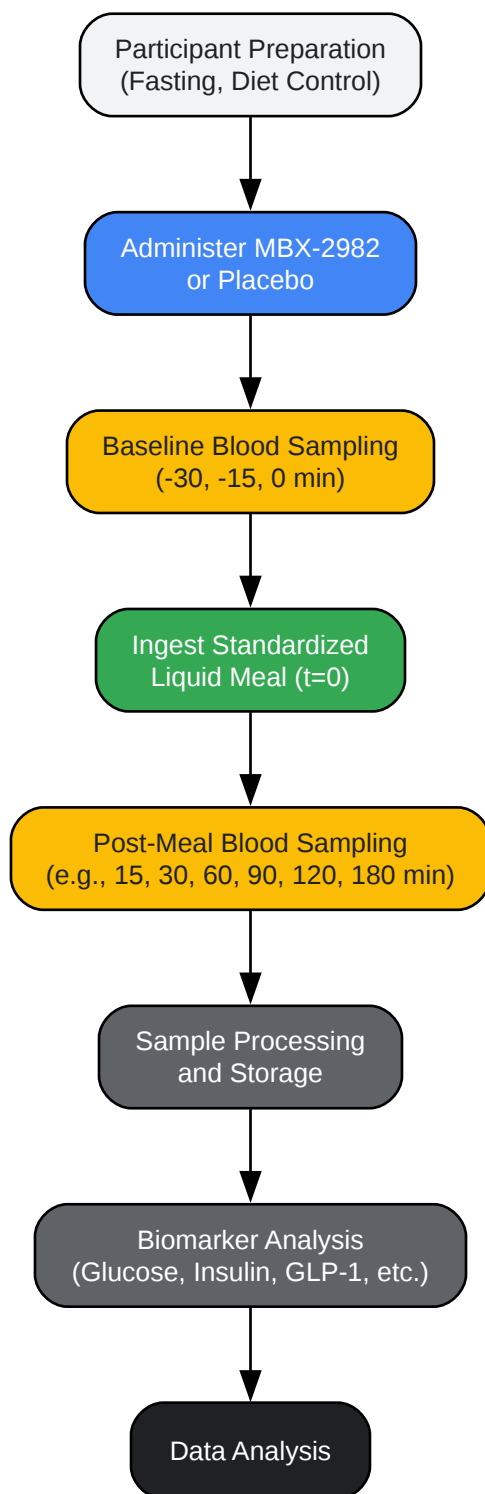 Participant Preparation
(Fasting, Diet Control)
Administer MBX-2982
or Placebo
Baseline Blood Sampling
(-30, -15, 0 min)
Ingest Standardized
Liquid Meal (t=0)
Post-Meal Blood Sampling
(e.g., 15, 30, 60, 90, 120, 180 min)
Sample Processing
and Storage
Biomarker Analysis
(Glucose, Insulin, GLP-1, etc.)
Data Analysis